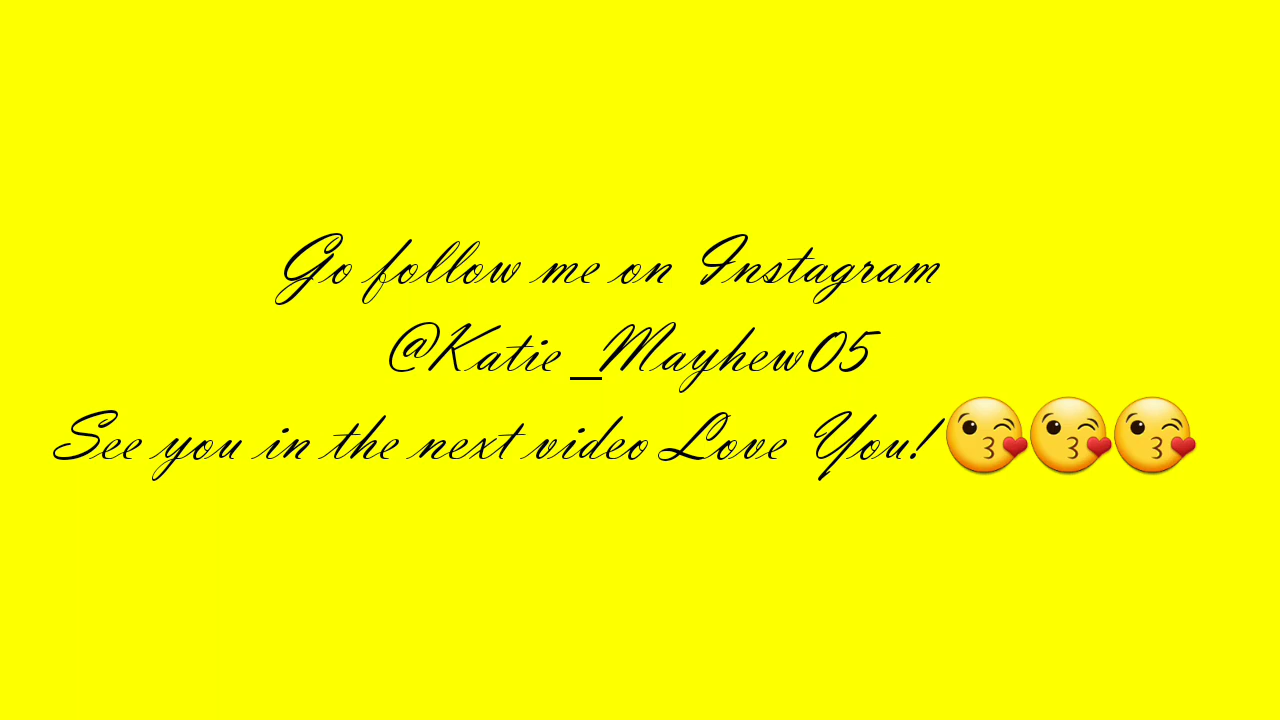 Go follow me on Instagram
@Katie_Mayhew05
See you in the next video Love You!😘😘😘